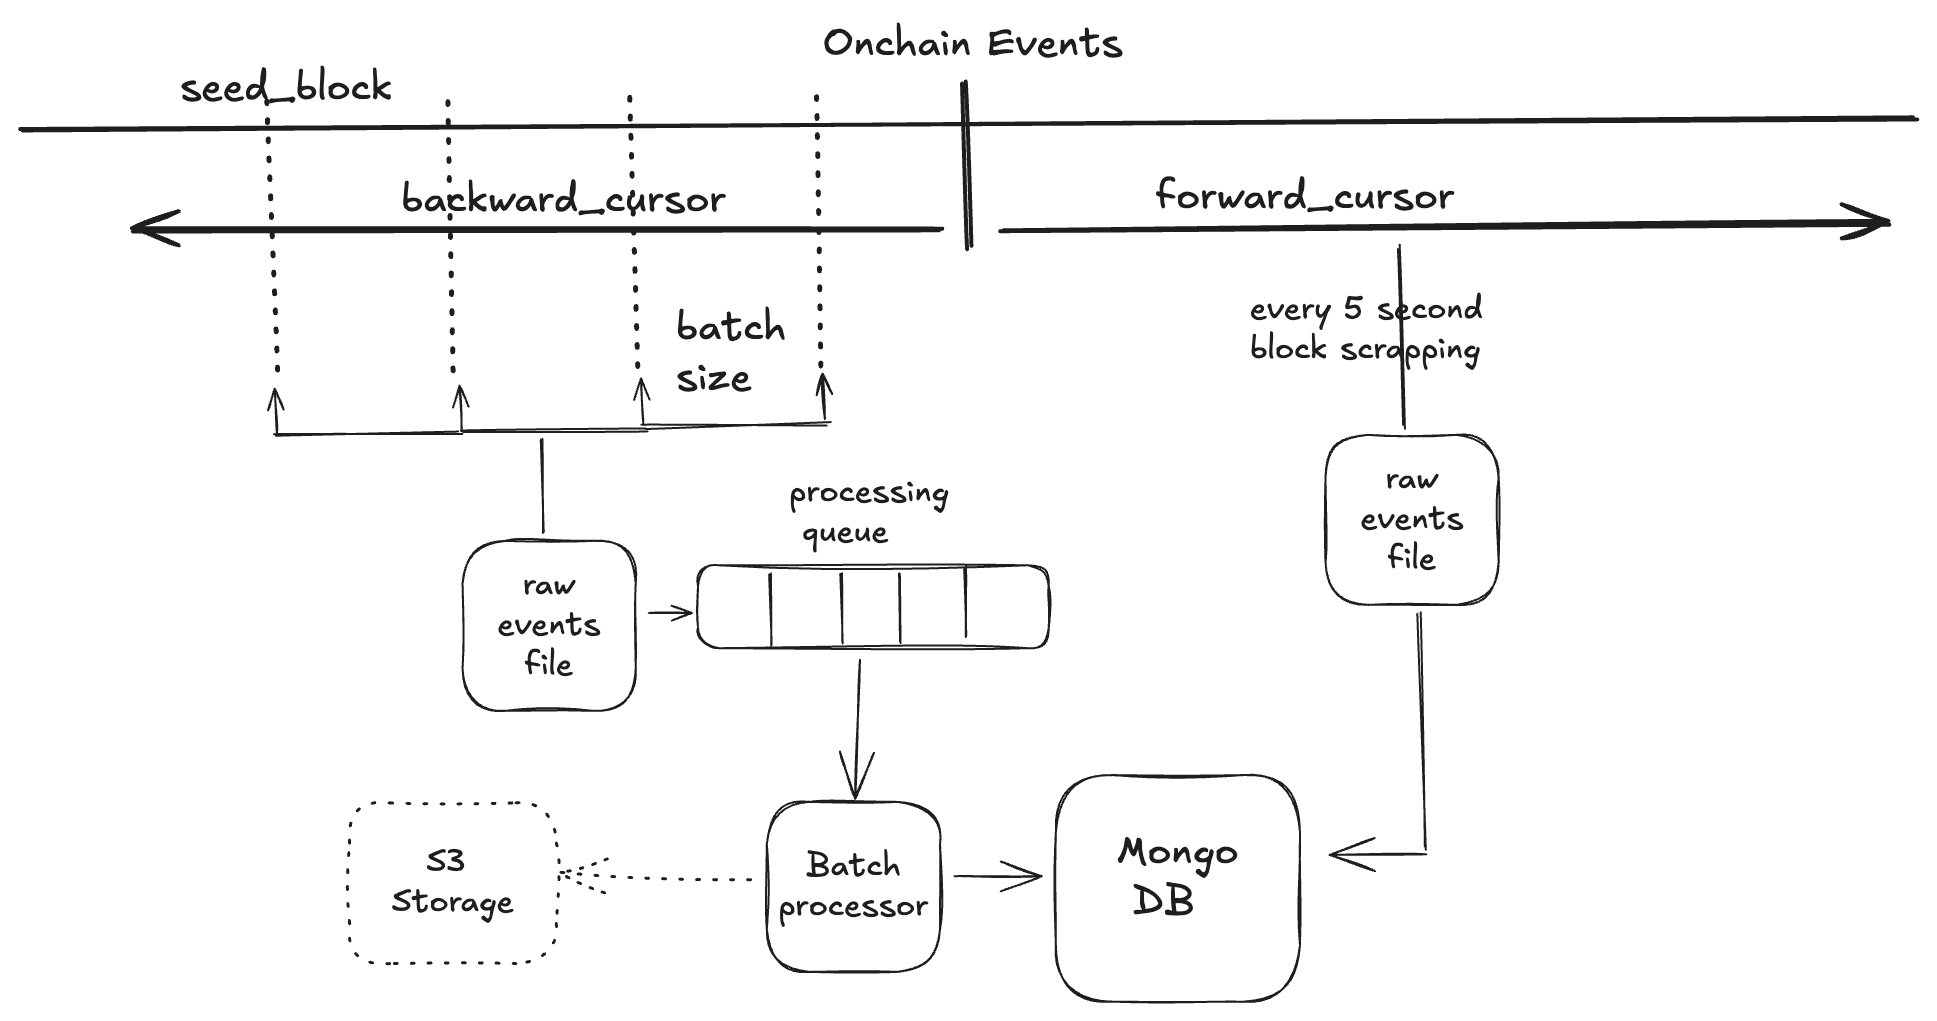 Onchain Events
seed_block
backward_cursor
forward_cursor
every 5 second
block scrapping
batch
size
raw
events
file
processing
queue
raw
events
file
S3
Storage
Batch
processor
Mongo
DB